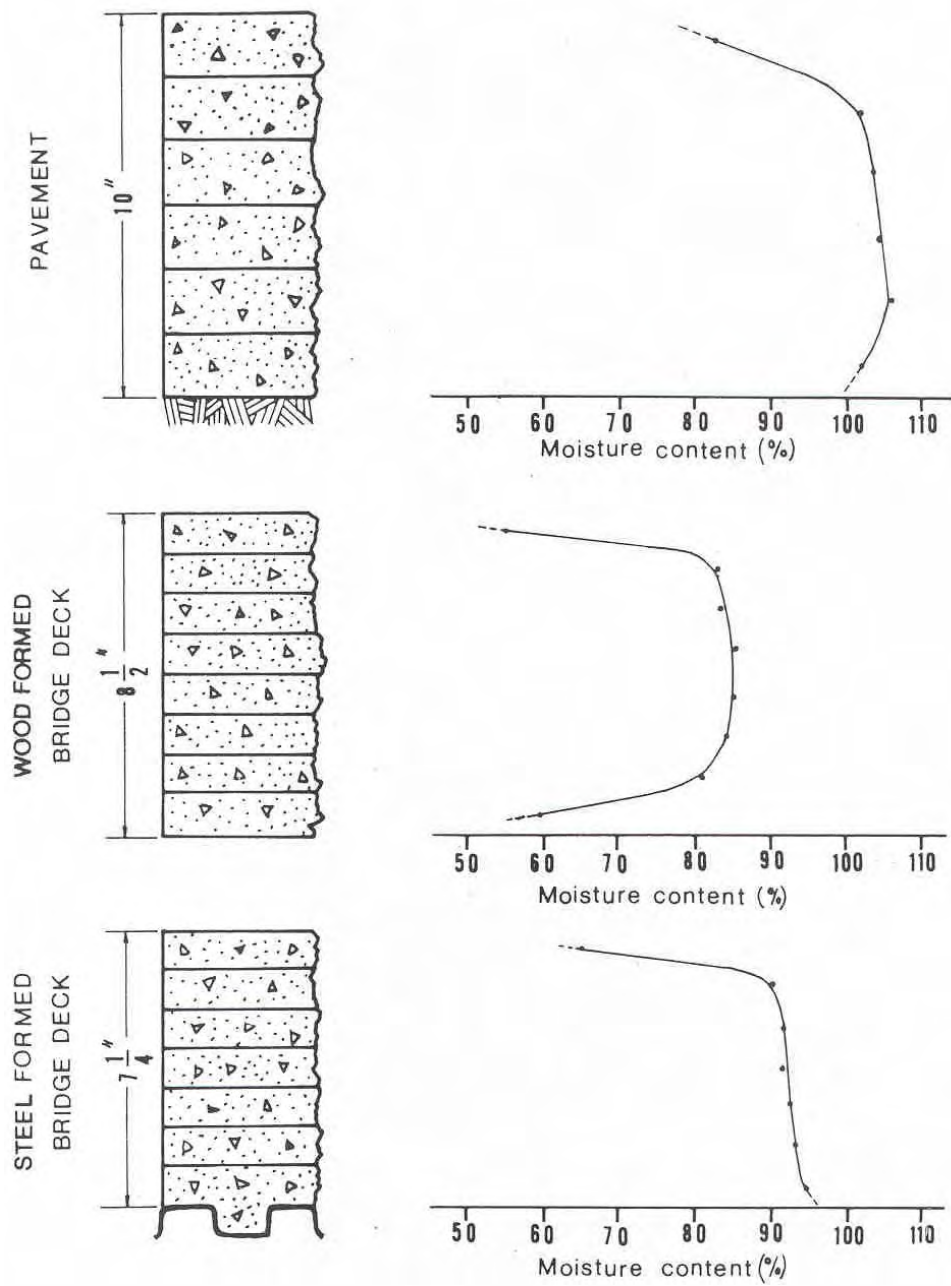 PAVEMENT
10"
50 60 70 80 90 100 110
Moisture content (%)
WOOD FORMED
BRIDGE DECK
8 1/2"
50 60 70 80 90 100 110
Moisture content (%)
STEEL FORMED
BRIDGE DECK
7 1/4"
50 60 70 80 90 100 110
Moisture content (%)